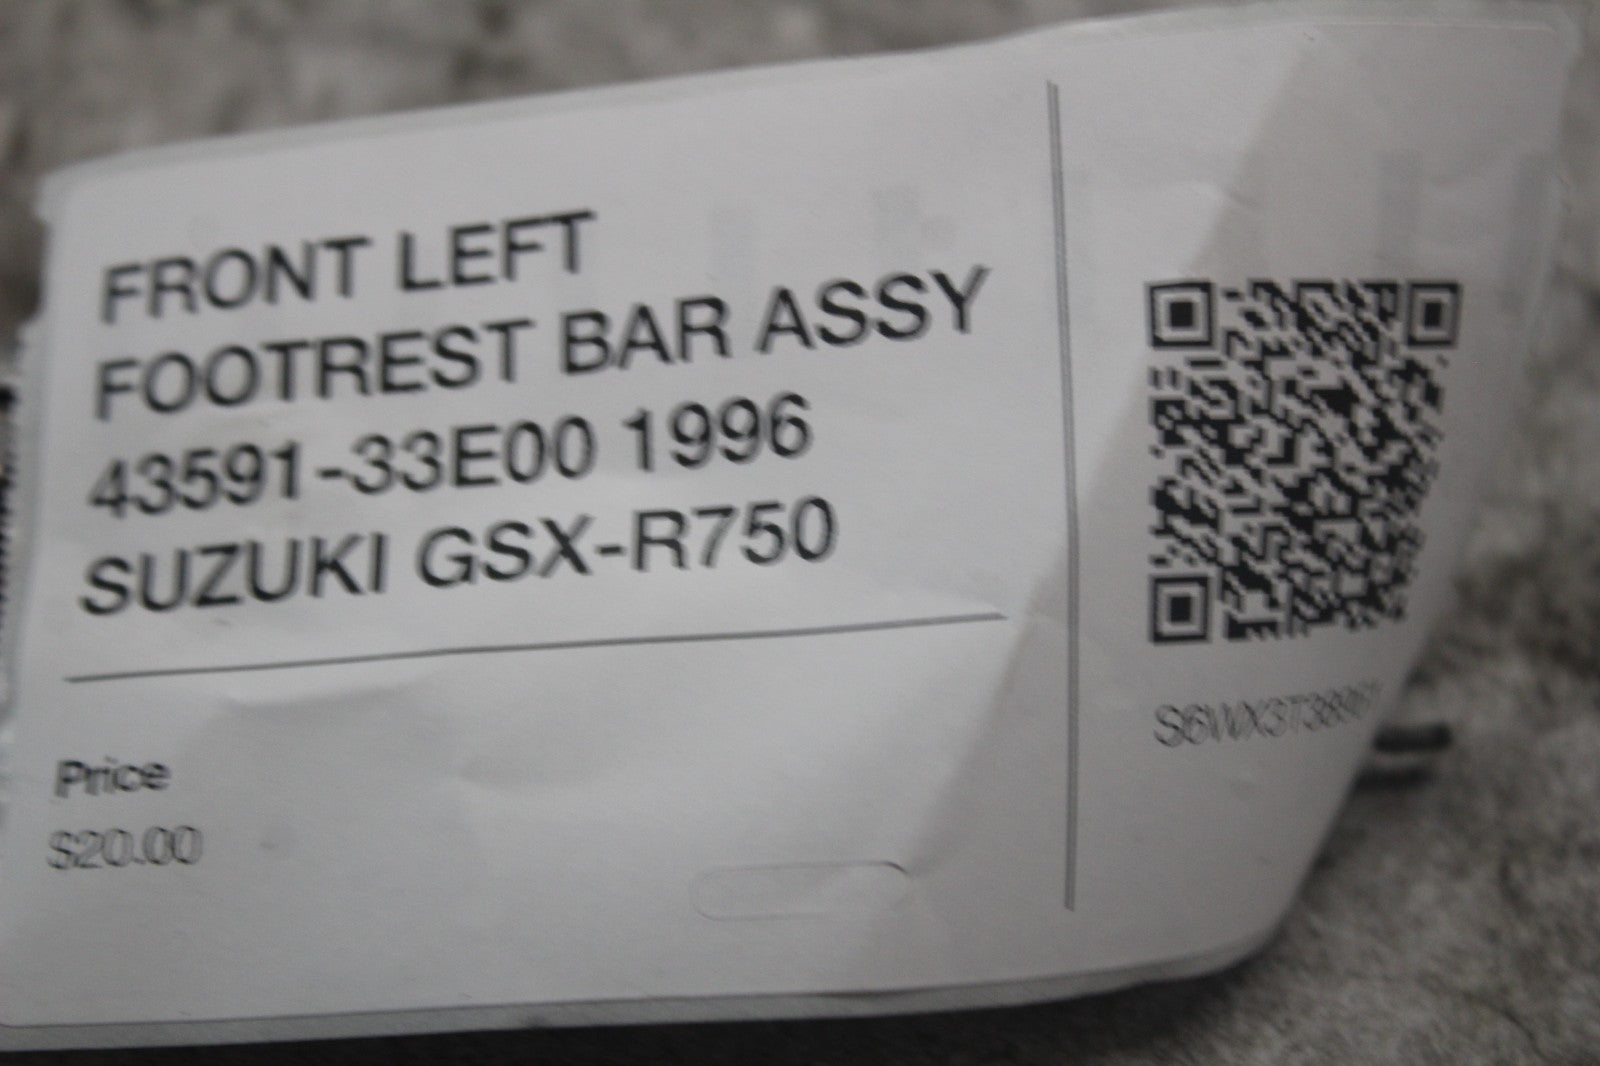 FRONT LEFT
FOOTREST BAR ASSY
43591-33E00 1996
SUZUKI GSX-R750
Price
$20.00